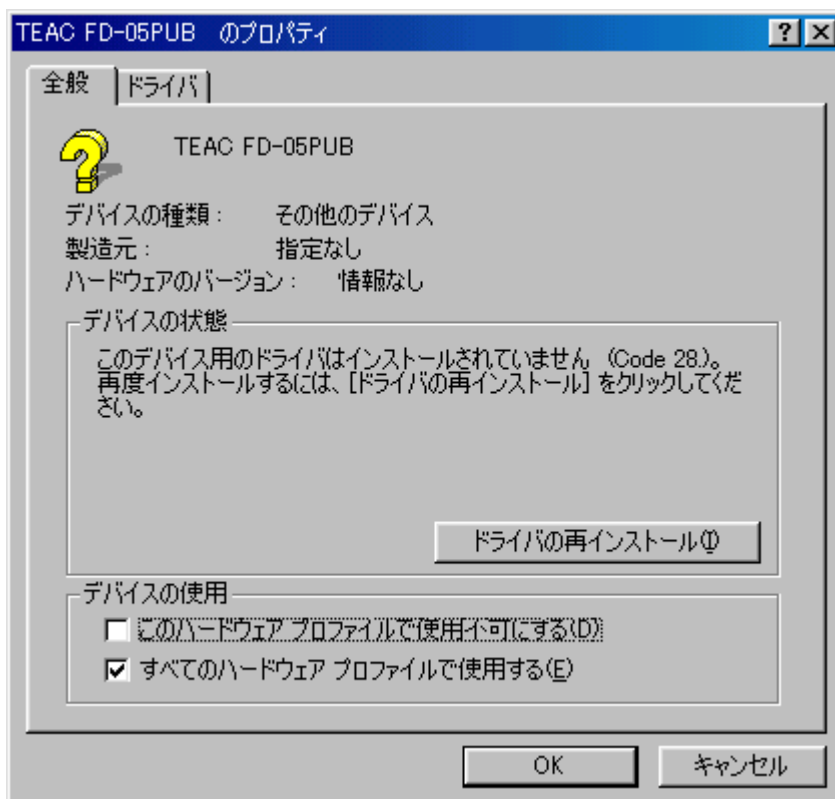 TEAC FD-05PUB のプロパティ
全般 ドライバ
TEAC FD-05PUB
デバイスの種類： その他のデバイス
製造元： 指定なし
ハードウェアのバージョン： 情報なし
デバイスの状態
このデバイス用のドライバはインストールされていません (Code 28.)。
再度インストールするには、[ドライバの再インストール] をクリックしてくだ
さい。
ドライバの再インストール(I)
デバイスの使用
このハードウェア プロファイルで使用不可にする(D)
すべてのハードウェア プロファイルで使用する(E)
OK キャンセル